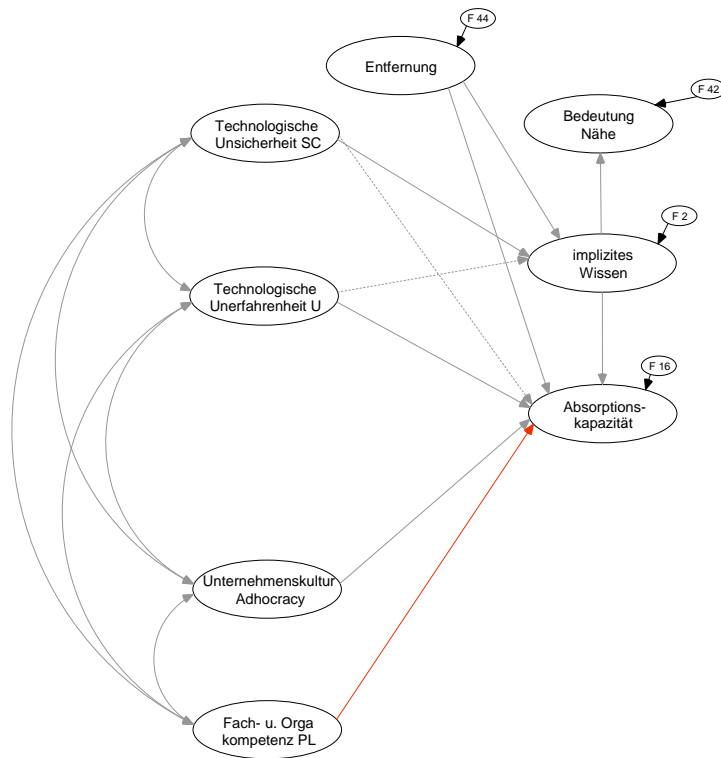 F 44
Entfernung
F 42
Bedeutung
Nähe
Technologische
Unsicherheit SC
F 2
implizites
Wissen
Technologische
Unerfahrenheit U
F 16
Absorptions-
kapazität
Unternehmenskultur
Adhocracy
Fach- u. Orga
kompetenz PL